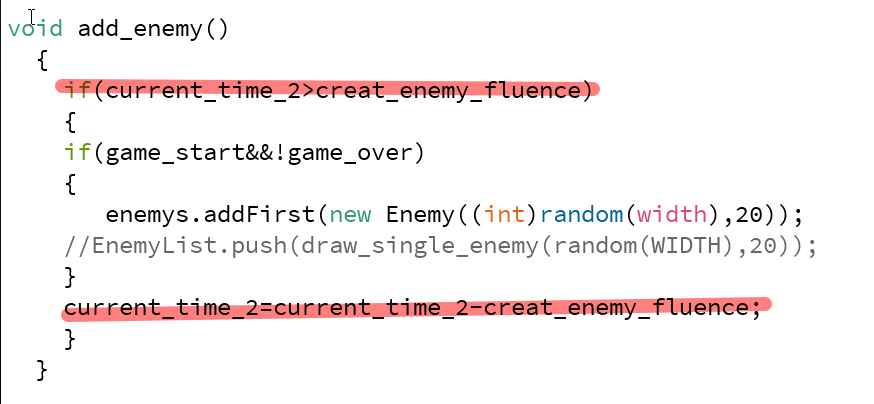 void add_enemy()
{
if(current_time_2>creat_enemy_fluence)
{
if(game_start&&!game_over)
{
enemys.addFirst(new Enemy((int)random(width),20));
//EnemyList.push(draw_single_enemy(random(WIDTH),20));
}
current_time_2=current_time_2-creat_enemy_fluence;
}
}